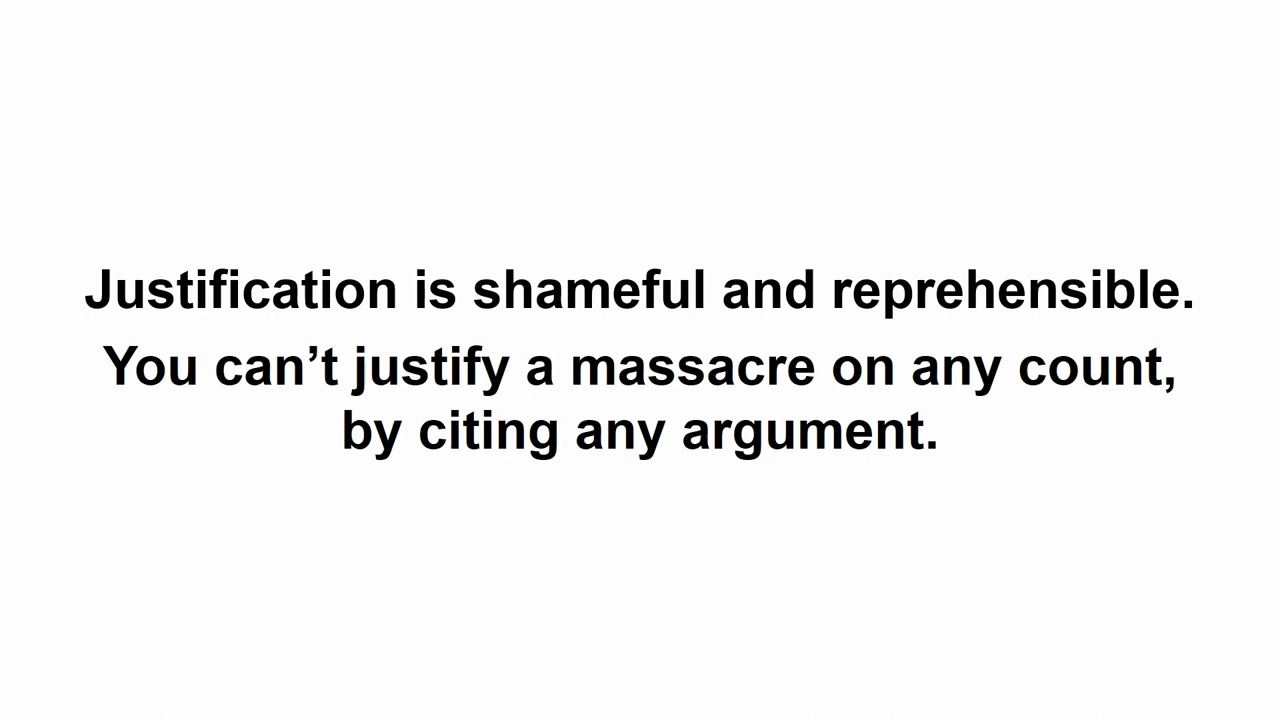 Justification is shameful and reprehensible.
You can’t justify a massacre on any count,
by citing any argument.